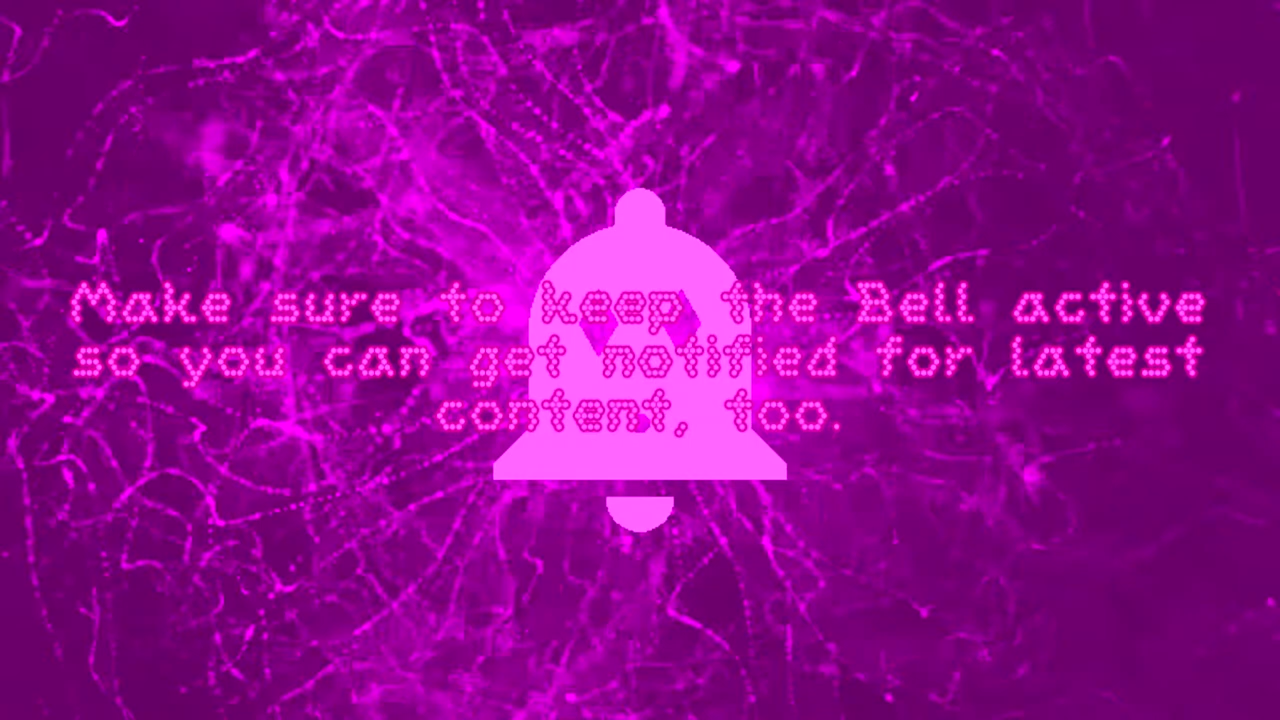 Make sure to keep the Bell active
so you can get notified for latest
content, too.